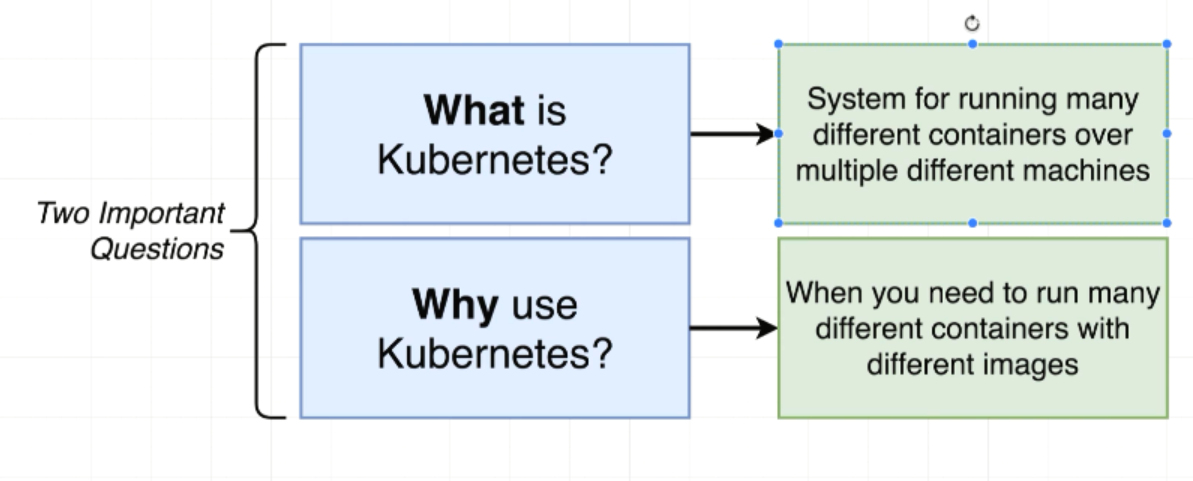 Two Important
Questions
What is
Kubernetes?
System for running many
different containers over
multiple different machines
Why use
Kubernetes?
When you need to run many
different containers with
different images